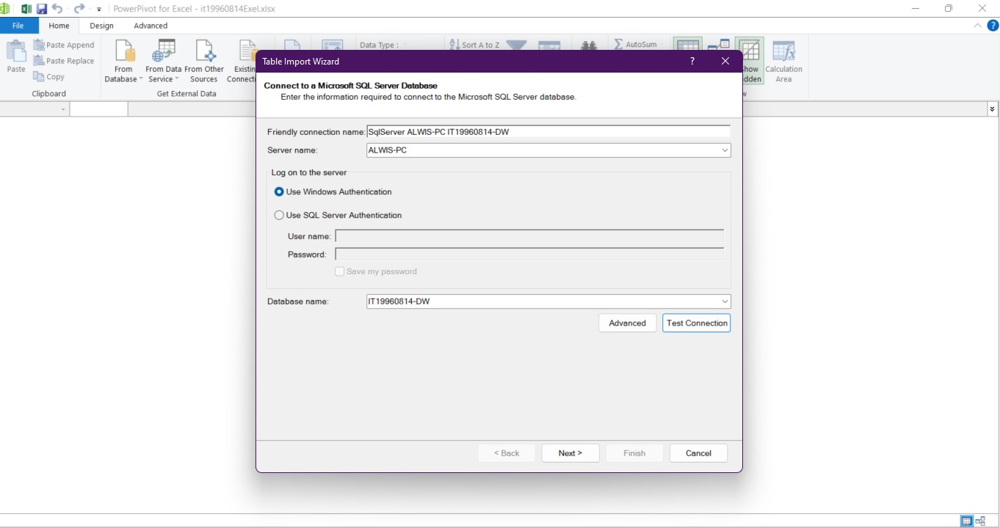 PowerPivot for Excel - it19960814Exel.xlsx
File Home Design Advanced
Paste
Paste Append
Paste Replace
Copy
Clipboard
From Database
From Data Service
From Other Sources
Get External Data
Data Type :
Sort A to Z
AutoSum
Calculation Area
Table Import Wizard
?
Connect to a Microsoft SQL Server Database
Enter the information required to connect to the Microsoft SQL Server database.
Friendly connection name: SqlServer ALWIS-PC IT19960814-DW
Server name: ALWIS-PC
Log on to the server
Use Windows Authentication
Use SQL Server Authentication
User name:
Password:
Save my password
Database name: IT19960814-DW
Advanced Test Connection
< Back Next > Finish Cancel